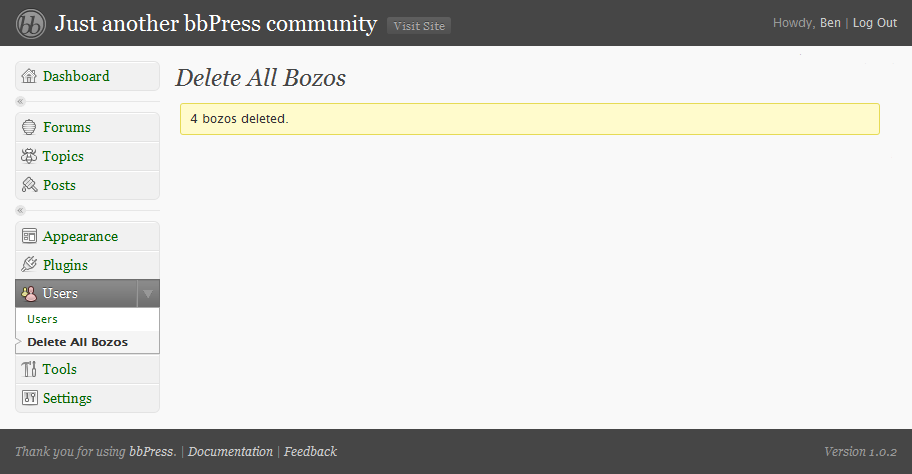 bb Just another bbPress community Visit Site Howdy, Ben | Log Out
Dashboard
Delete All Bozos
«
4 bozos deleted.
Forums
Topics
Posts
«
Appearance
Plugins
Users
Users
Delete All Bozos
Tools
Settings
Thank you for using bbPress. | Documentation | Feedback Version 1.0.2